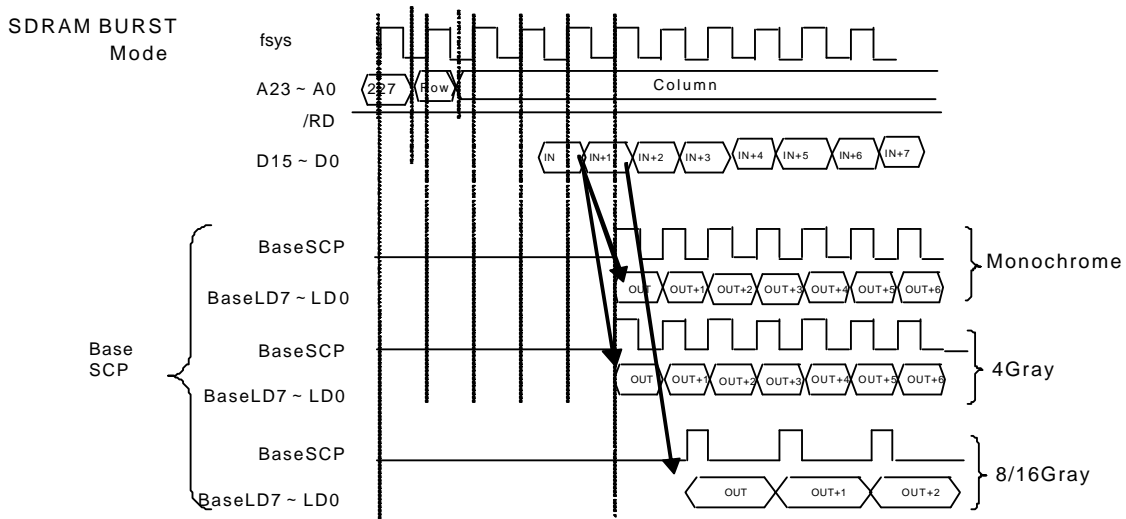 SDRAM BURST
Mode
fsys
A23 ~ A0
227
Row
Column
/RD
D15 ~ D0
IN
IN+1
IN+2
IN+3
IN+4
IN+5
IN+6
IN+7
BaseSCP
Monochrome
BaseLD7 ~ LD0
OUT
OUT+1
OUT+2
OUT+3
OUT+4
OUT+5
OUT+6
Base
SCP
BaseSCP
4Gray
BaseLD7 ~ LD0
OUT
OUT+1
OUT+2
OUT+3
OUT+4
OUT+5
OUT+6
BaseSCP
8/16Gray
BaseLD7 ~ LD0
OUT
OUT+1
OUT+2